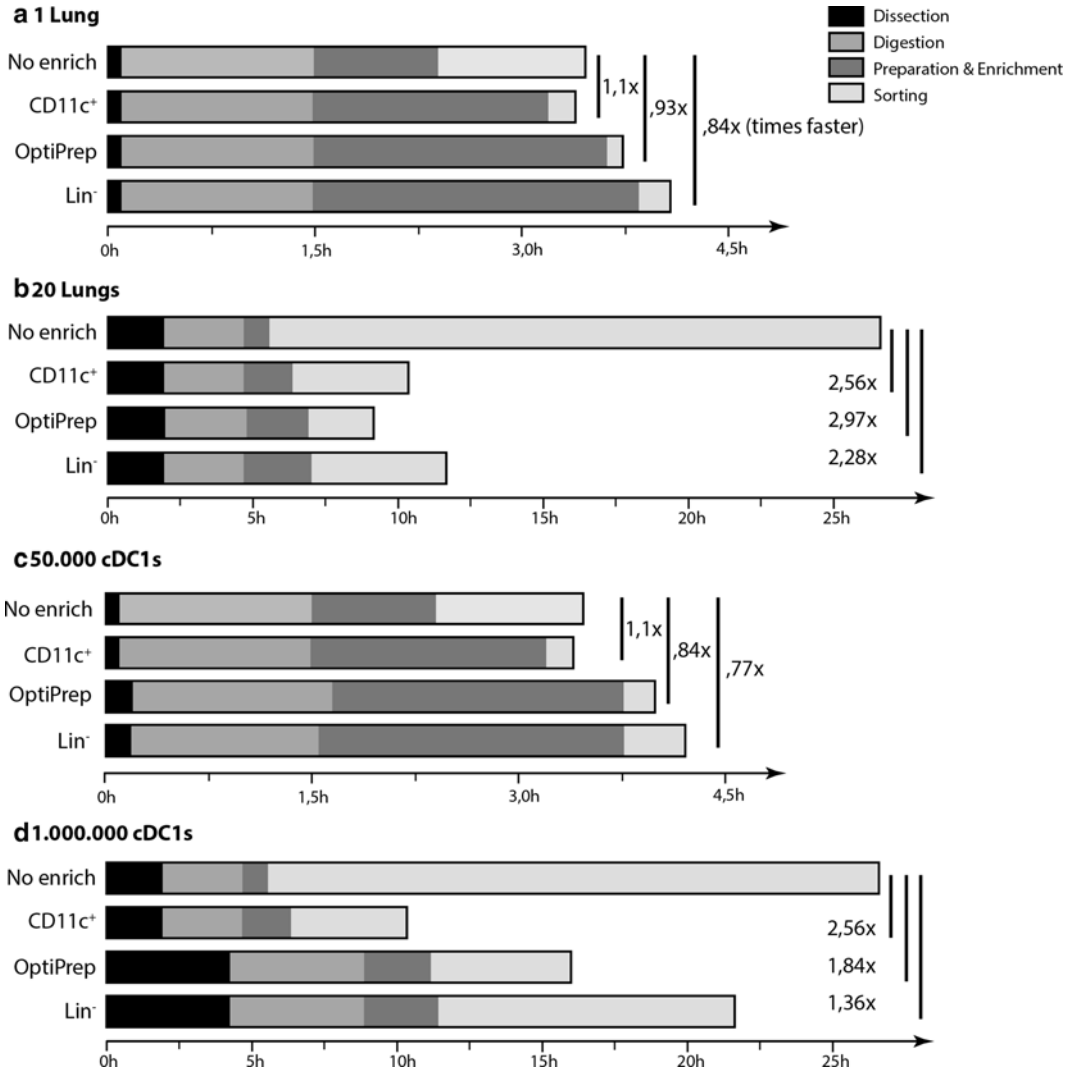 a 1 Lung
Dissection
Digestion
Preparation & Enrichment
Sorting
No enrich
CD11c⁺
OptiPrep
Lin⁻
1,1x
,93x
,84x (times faster)
0h 1,5h 3,0h 4,5h
b 20 Lungs
No enrich
CD11c⁺
OptiPrep
Lin⁻
2,56x
2,97x
2,28x
0h 5h 10h 15h 20h 25h
c 50.000 cDC1s
No enrich
CD11c⁺
OptiPrep
Lin⁻
1,1x
,84x
,77x
0h 1,5h 3,0h 4,5h
d 1.000.000 cDC1s
No enrich
CD11c⁺
OptiPrep
Lin⁻
2,56x
1,84x
1,36x
0h 5h 10h 15h 20h 25h